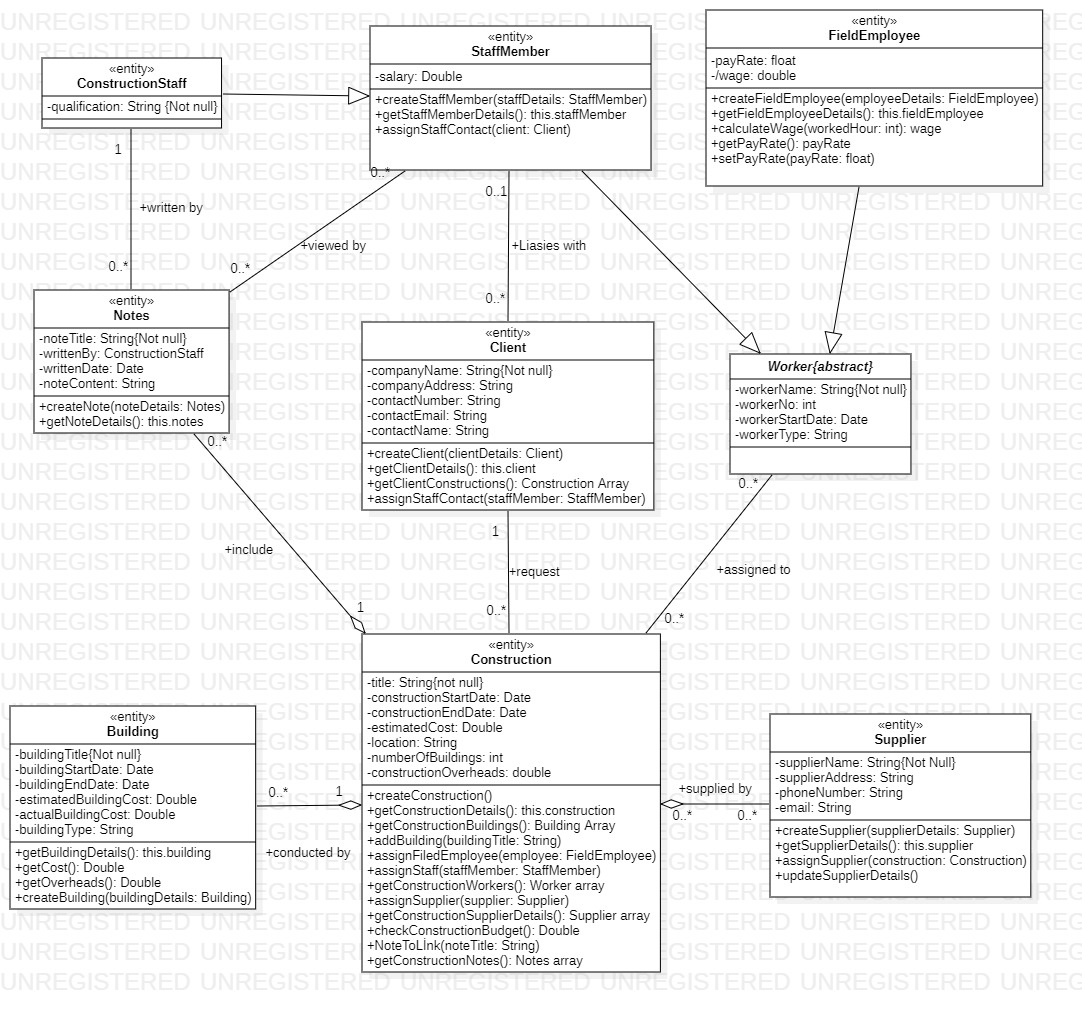 «entity»
ConstructionStaff
-qualification: String {Not null}
«entity»
StaffMember
-salary: Double
+createStaffMember(staffDetails: StaffMember)
+getStaffMemberDetails(): this.staffMember
+assignStaffContact(client: Client)
«entity»
FieldEmployee
-payRate: float
-/wage: double
+createFieldEmployee(employeeDetails: FieldEmployee)
+getFieldEmployeeDetails(): this.fieldEmployee
+calculateWage(workedHour: int): wage
+getPayRate(): payRate
+setPayRate(payRate: float)
1
+written by
0..*
0..*
+viewed by
0..*
0..1
+Liasies with
0..*
«entity»
Notes
-noteTitle: String{Not null}
-writtenBy: ConstructionStaff
-writtenDate: Date
-noteContent: String
+createNote(noteDetails: Notes)
+getNoteDetails(): this.notes
«entity»
Client
-companyName: String{Not null}
-companyAddress: String
-contactNumber: String
-contactEmail: String
-contactName: String
+createClient(clientDetails: Client)
+getClientDetails(): this.client
+getClientConstructions(): Construction Array
+assignStaffContact(staffMember: StaffMember)
Worker{abstract}
-workerName: String{Not null}
-workerNo: int
-workerStartDate: Date
-workerType: String
0..*
+include
1
1
+request
0..*
0..*
+assigned to
0..*
«entity»
Construction
-title: String{not null}
-constructionStartDate: Date
-constructionEndDate: Date
-estimatedCost: Double
-location: String
-numberOfBuildings: int
-constructionOverheads: double
+createConstruction()
+getConstructionDetails(): this.construction
+getConstructionBuildings(): Building Array
+addBuilding(buildingTitle: String)
+assignFiledEmployee(empoyee: FieldEmployee)
+assignStaff(staffMember: StaffMember)
+getConstructionWorkers(): Worker array
+assignSupplier(supplier: Supplier)
+getConstructionSupplierDetails(): Supplier array
+checkConstructionBudget(): Double
+NoteToLİnk(noteTitle: String)
+getConstructionNotes(): Notes array
«entity»
Building
-buildingTitle{Not null}
-buildingStartDate: Date
-buildingEndDate: Date
-estimatedBuildingCost: Double
-actualBuildingCost: Double
-buildingType: String
+getBuildingDetails(): this.building
+getCost(): Double
+getOverheads(): Double
+createBuilding(buildingDetails: Building)
0..*
1
+conducted by
+supplied by
0..*
0..*
«entity»
Supplier
-supplierName: String{Not Null}
-supplierAddress: String
-phoneNumber: String
-email: String
+createSupplier(supplierDetails: Supplier)
+getSupplierDetails(): this.supplier
+assignSupplier(construction: Construction)
+updateSupplierDetails()
UNREGISTERED